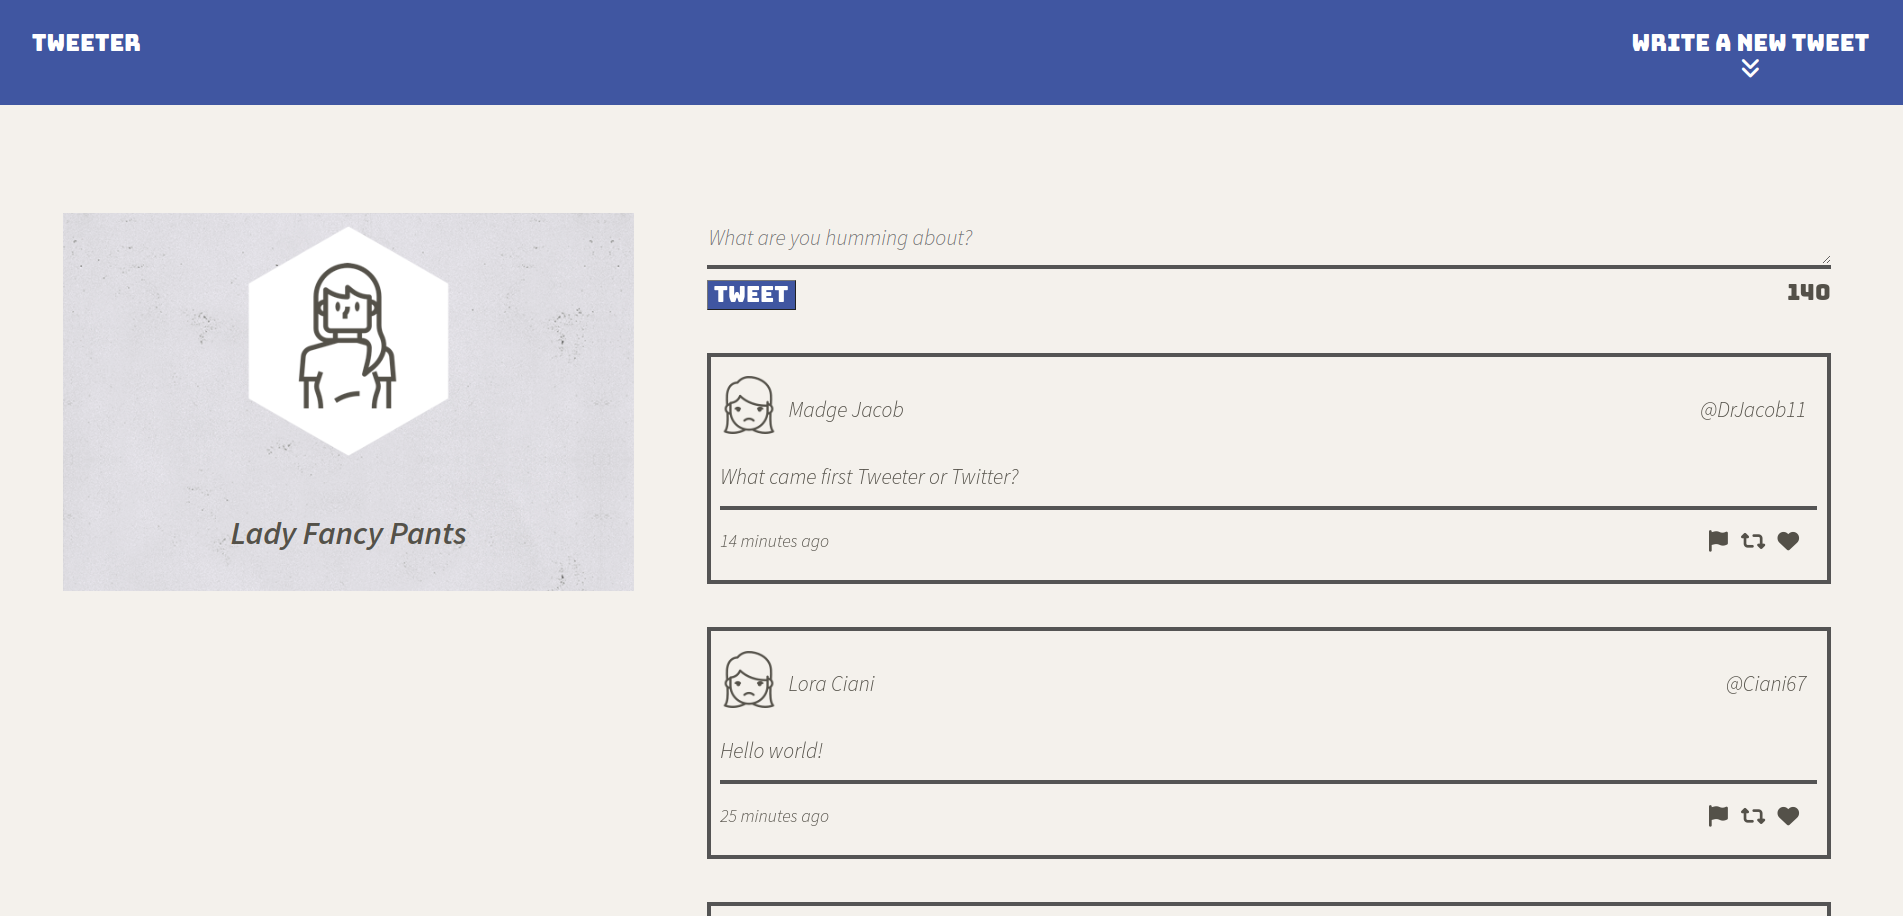 TWEETER
WRITE A NEW TWEET
Lady Fancy Pants
What are you humming about?
TWEET
140
Madge Jacob
@DrJacob11
What came first Tweeter or Twitter?
14 minutes ago
Lora Ciani
@Ciani67
Hello world!
25 minutes ago